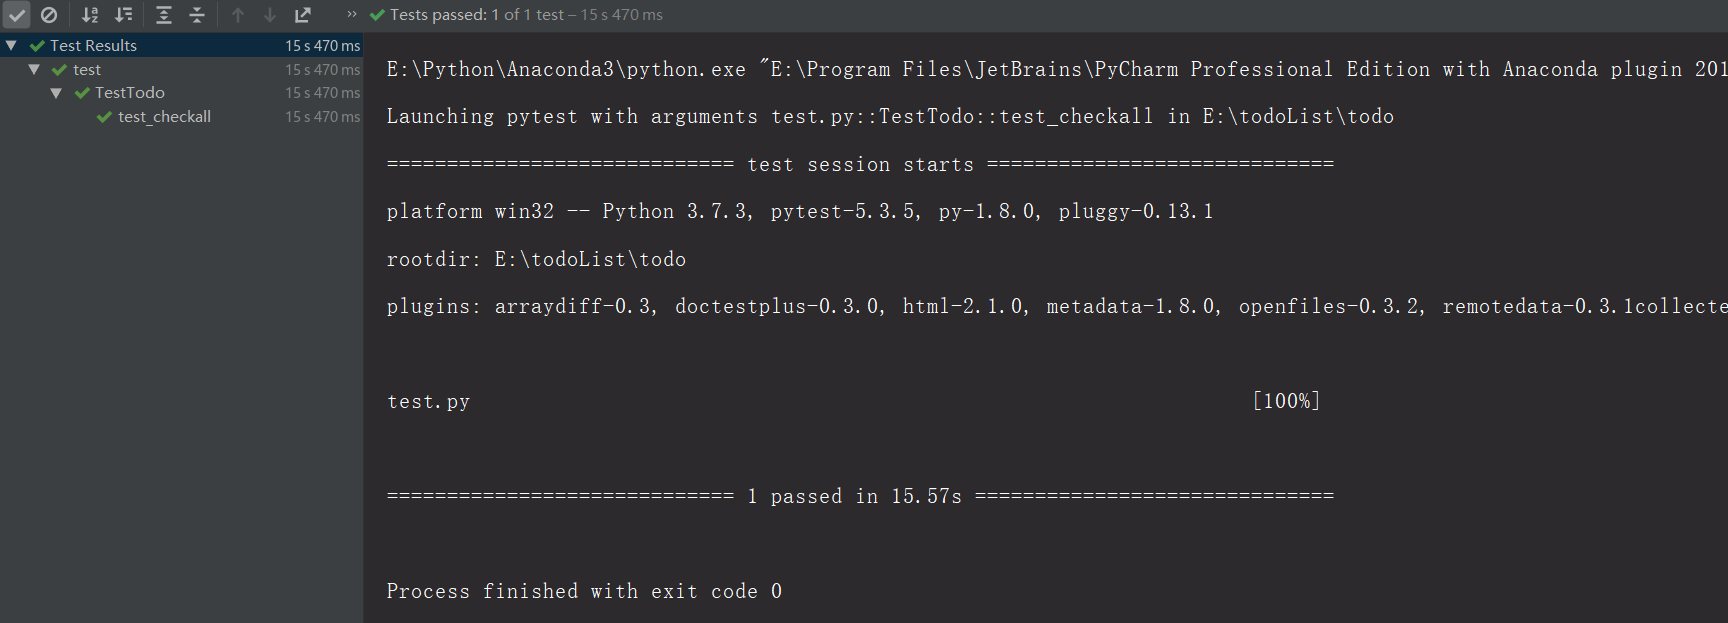 » Tests passed: 1 of 1 test – 15 s 470 ms
Test Results 15 s 470 ms
test 15 s 470 ms
TestTodo 15 s 470 ms
test_checkall 15 s 470 ms
E:\Python\Anaconda3\python.exe "E:\Program Files\JetBrains\PyCharm Professional Edition with Anaconda plugin 201
Launching pytest with arguments test.py::TestTodo::test_checkall in E:\todoList\todo
============================= test session starts =============================
platform win32 -- Python 3.7.3, pytest-5.3.5, py-1.8.0, pluggy-0.13.1
rootdir: E:\todoList\todo
plugins: arraydiff-0.3, doctestplus-0.3.0, html-2.1.0, metadata-1.8.0, openfiles-0.3.2, remotedata-0.3.1collecte
test.py [100%]
============================= 1 passed in 15.57s ==============================
Process finished with exit code 0